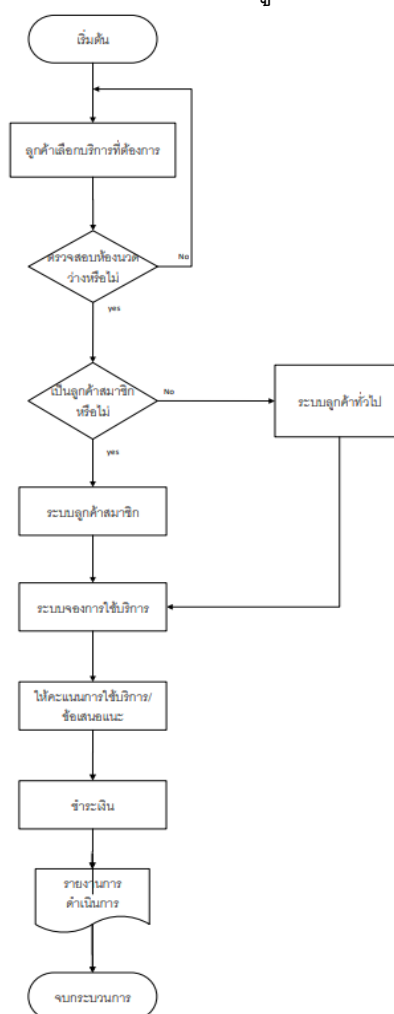 เริ่มต้น
ลูกค้าเลือกบริการที่ต้องการ
ตรวจสอบห้องนวด
ว่างหรือไม่
No
yes
เป็นลูกค้าสมาชิก
หรือไม่
No
ระบบลูกค้าทั่วไป
yes
ระบบลูกค้าสมาชิก
ระบบจองการใช้บริการ
ให้คะแนนการใช้บริการ/
ข้อเสนอแนะ
ชำระเงิน
รายงานการ
ดำเนินการ
จบกระบวนการ